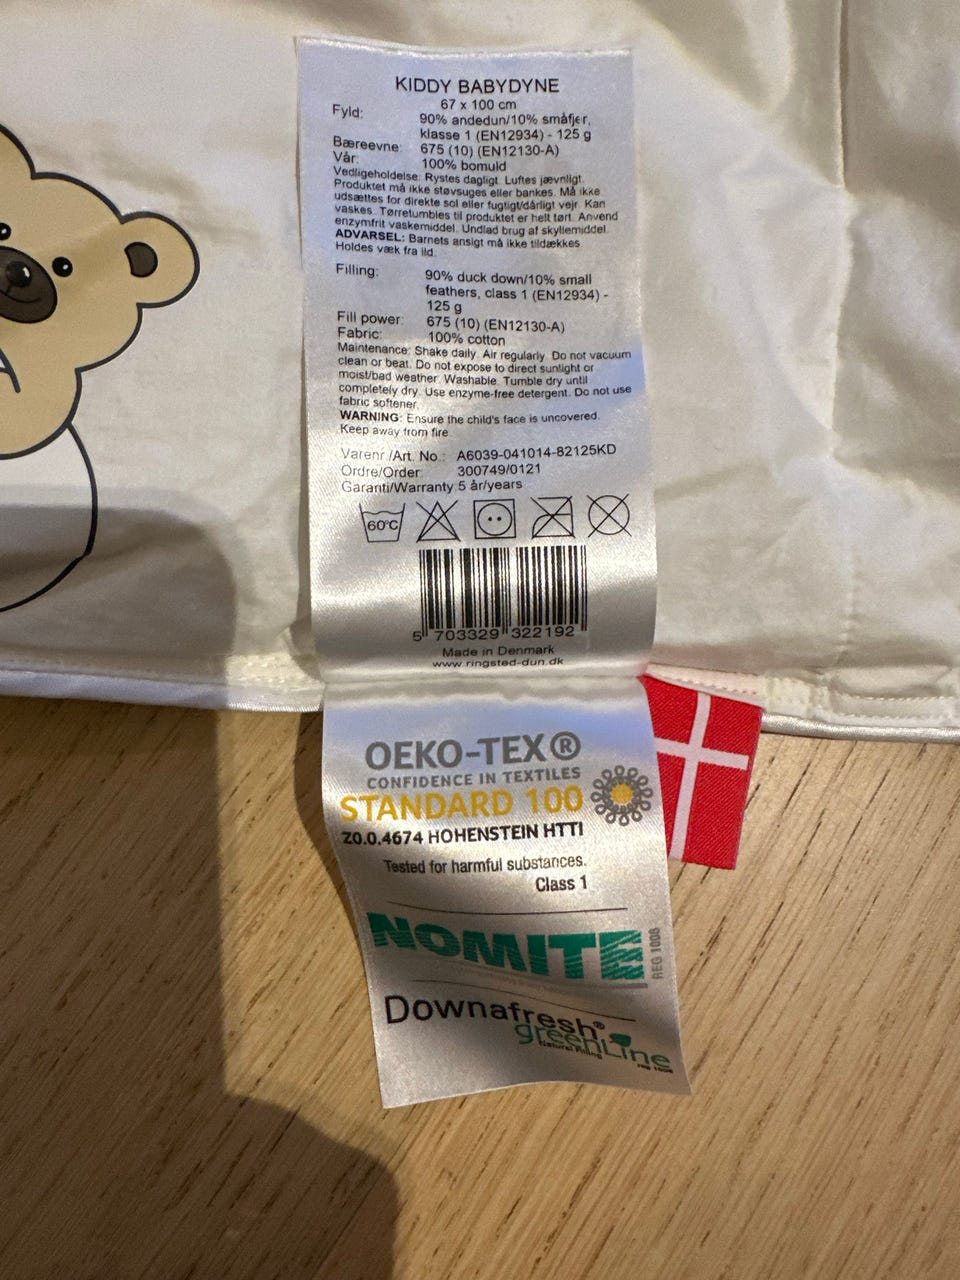 KIDDY BABYDYNE
67 x 100 cm
Fyld: 90% andedun/10% småfjer,
klasse 1 (EN12934) - 125 g
Bæreevne: 675 (10) (EN12130-A)
Vår: 100% bomuld
Vedligeholdelse: Rystes dagligt. Luftes jævnligt.
Produktet må ikke støvsuges eller bankes. Må ikke
udsættes for direkte sol eller fugtigt/dårligt vejr. Kan
vaskes. Tørretumbles til produktet er helt tørt. Anvend
enzymfrit vaskemiddel. Undlad brug af skyllemiddel.
ADVARSEL: Barnets ansigt må ikke tildækkes.
Holdes væk fra ild.
Filling: 90% duck down/10% small
feathers, class 1 (EN12934) -
125 g
Fill power: 675 (10) (EN12130-A)
Fabric: 100% cotton
Maintenance: Shake daily. Air regularly. Do not vacuum
clean or beat. Do not expose to direct sunlight or
moist/bad weather. Washable. Tumble dry until
completely dry. Use enzyme-free detergent. Do not use
fabric softener.
WARNING: Ensure the child's face is uncovered.
Keep away from fire.
Varenr./Art. No.: A6039-041014-82125KD
Ordre/Order: 300749/0121
Garanti/Warranty: 5 år/years
60°C
5 703329 322192
Made in Denmark
www.ringsted-dun.dk
OEKO-TEX®
CONFIDENCE IN TEXTILES
STANDARD 100
Z0.0.4674 HOHENSTEIN HTTI
Tested for harmful substances.
Class 1
NOMITE
REG 1008
Downafresh®
greenLine
Natural Filling